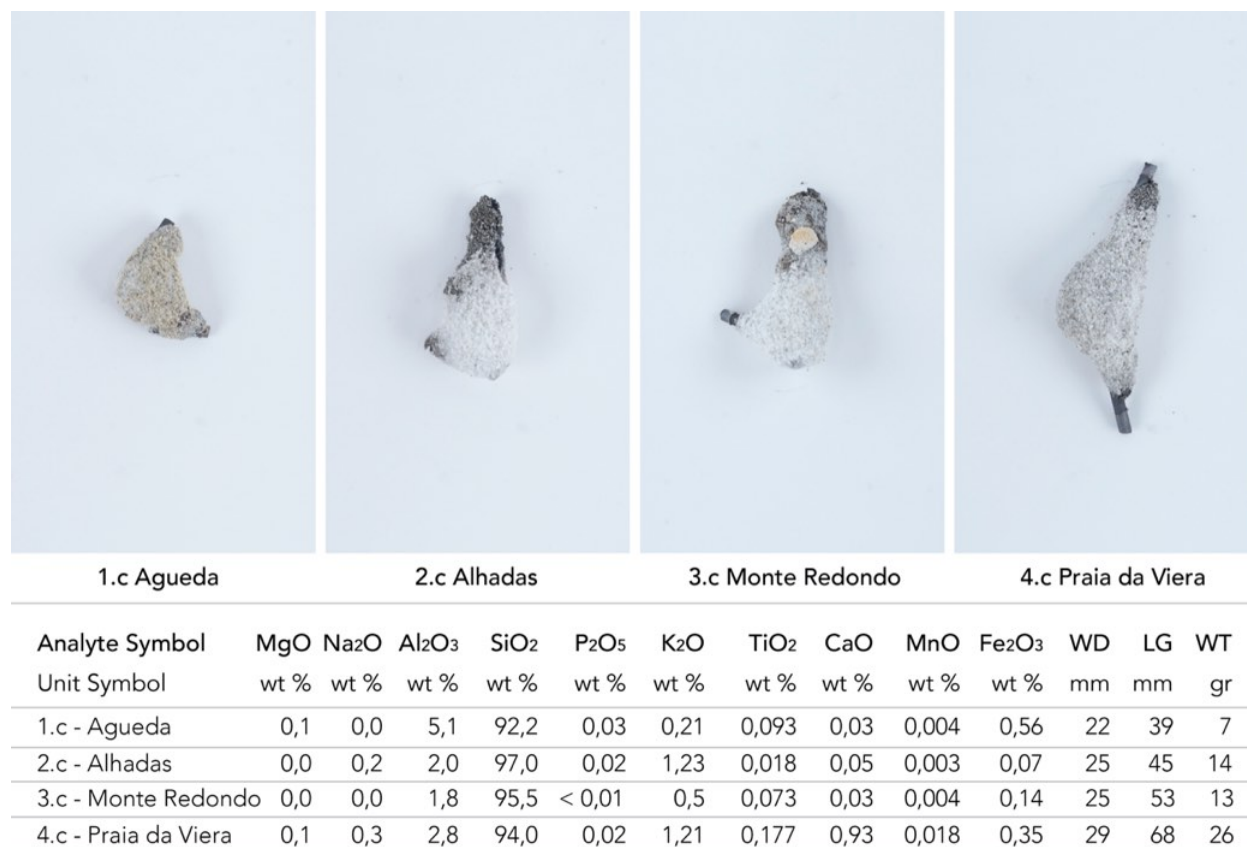 1.c Agueda 2.c Alhadas 3.c Monte Redondo 4.c Praia da Viera
Analyte Symbol MgO Na2O Al2O3 SiO2 P2O5 K2O TiO2 CaO MnO Fe2O3 WD LG WT
Unit Symbol wt % wt % wt % wt % wt % wt % wt % wt % wt % wt % mm mm gr
1.c - Agueda 0,1 0,0 5,1 92,2 0,03 0,21 0,093 0,03 0,004 0,56 22 39 7
2.c - Alhadas 0,0 0,2 2,0 97,0 0,02 1,23 0,018 0,05 0,003 0,07 25 45 14
3.c - Monte Redondo 0,0 0,0 1,8 95,5 < 0,01 0,5 0,073 0,03 0,004 0,14 25 53 13
4.c - Praia da Viera 0,1 0,3 2,8 94,0 0,02 1,21 0,177 0,93 0,018 0,35 29 68 26